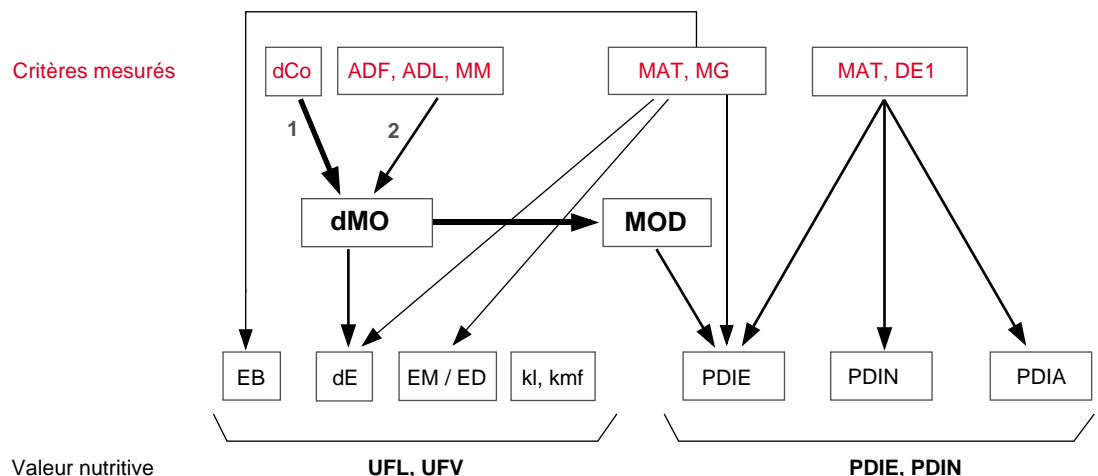 Critères mesurés dCo ADF, ADL, MM MAT, MG MAT, DE1
1 2
dMO MOD
EB dE EM / ED kl, kmf PDIE PDIN PDIA
Valeur nutritive UFL, UFV PDIE, PDIN